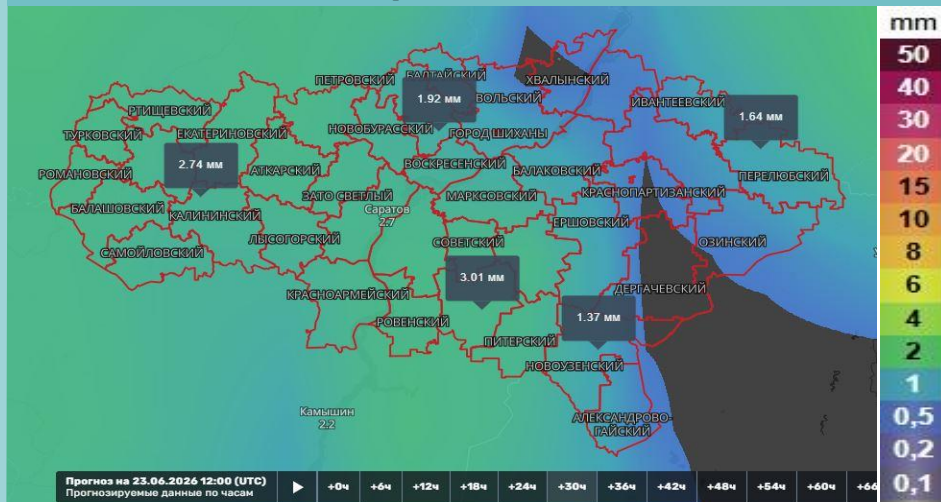 mm
50
40
30
20
15
10
8
6
4
2
1
0,5
0,2
0,1
ПЕТРОВСКИЙ
БАЛТАЙСКИЙ
ХВАЛЫНСКИЙ
1.92 мм
ВОЛЬСКИЙ
ИВАНТЕЕВСКИЙ
РТИЩЕВСКИЙ
1.64 мм
ТУРКОВСКИЙ
ЕКАТЕРИНОВСКИЙ
НОВОБУРАССКИЙ
ГОРОД ШИХАНЫ
2.74 мм
ВОСКРЕСЕНСКИЙ
РОМАНОВСКИЙ
АТКАРСКИЙ
БАЛАКОВСКИЙ
ПЕРЕЛЮБСКИЙ
ЗАТО СВЕТЛЫЙ
МАРКСОВСКИЙ
КРАСНОПАРТИЗАНСКИЙ
БАЛАШОВСКИЙ
КАЛИНИНСКИЙ
Саратов
2.7
ЕРШОВСКИЙ
ЛЫСОГОРСКИЙ
СОВЕТСКИЙ
ОЗИНСКИЙ
САМОЙЛОВСКИЙ
3.01 мм
ДЕРГАЧЕВСКИЙ
КРАСНОАРМЕЙСКИЙ
1.37 мм
РОВЕНСКИЙ
ПИТЕРСКИЙ
НОВОУЗЕНСКИЙ
Камышин
2.2
АЛЕКСАНДРОВО-
ГАЙСКИЙ
Прогноз на 23.06.2026 12:00 (UTC)
Прогнозируемые данные по часам
+0ч +6ч +12ч +18ч +24ч +30ч +36ч +42ч +48ч +54ч +60ч +66